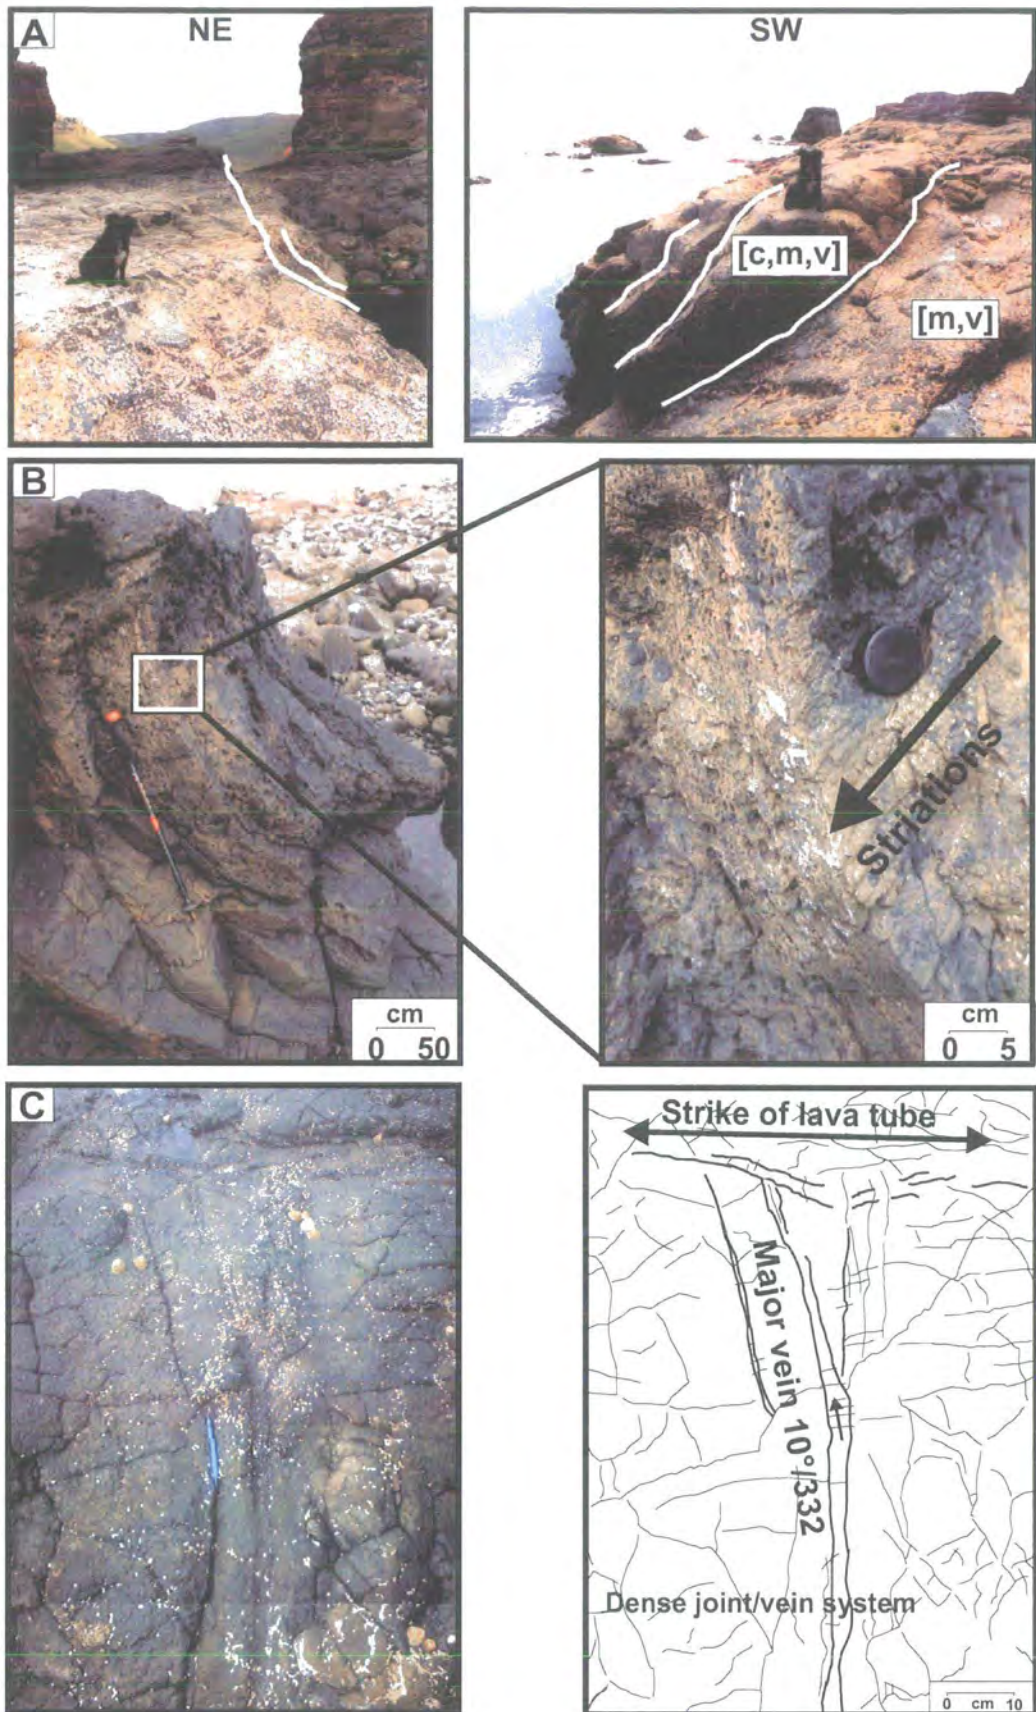 A
NE
SW
[c,m,v]
[m,v]
B
cm
0 50
Striations
cm
0 5
C
Strike of lava tube
Major vein 10°/332
Dense joint/vein system
0 cm 10